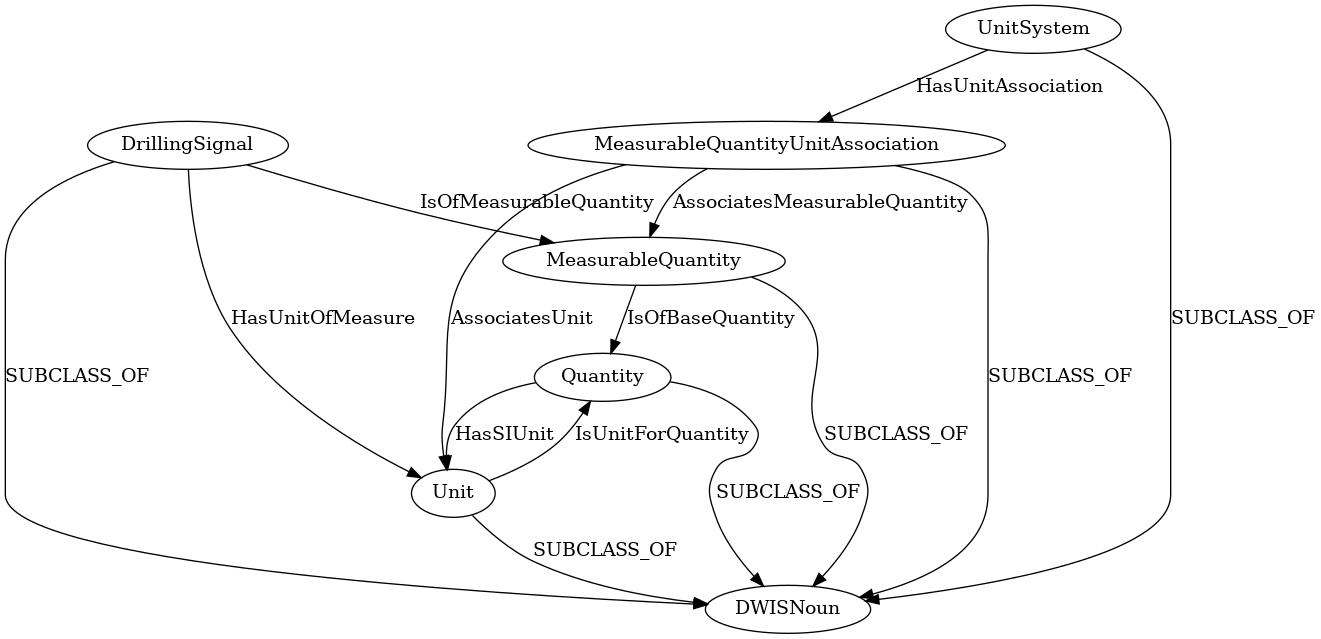 UnitSystem
HasUnitAssociation
DrillingSignal
MeasurableQuantityUnitAssociation
IsOfMeasurableQuantity
AssociatesMeasurableQuantity
MeasurableQuantity
HasUnitOfMeasure
AssociatesUnit
IsOfBaseQuantity
SUBCLASS_OF
SUBCLASS_OF
Quantity
SUBCLASS_OF
HasSIUnit
IsUnitForQuantity
SUBCLASS_OF
Unit
SUBCLASS_OF
SUBCLASS_OF
DWISNoun